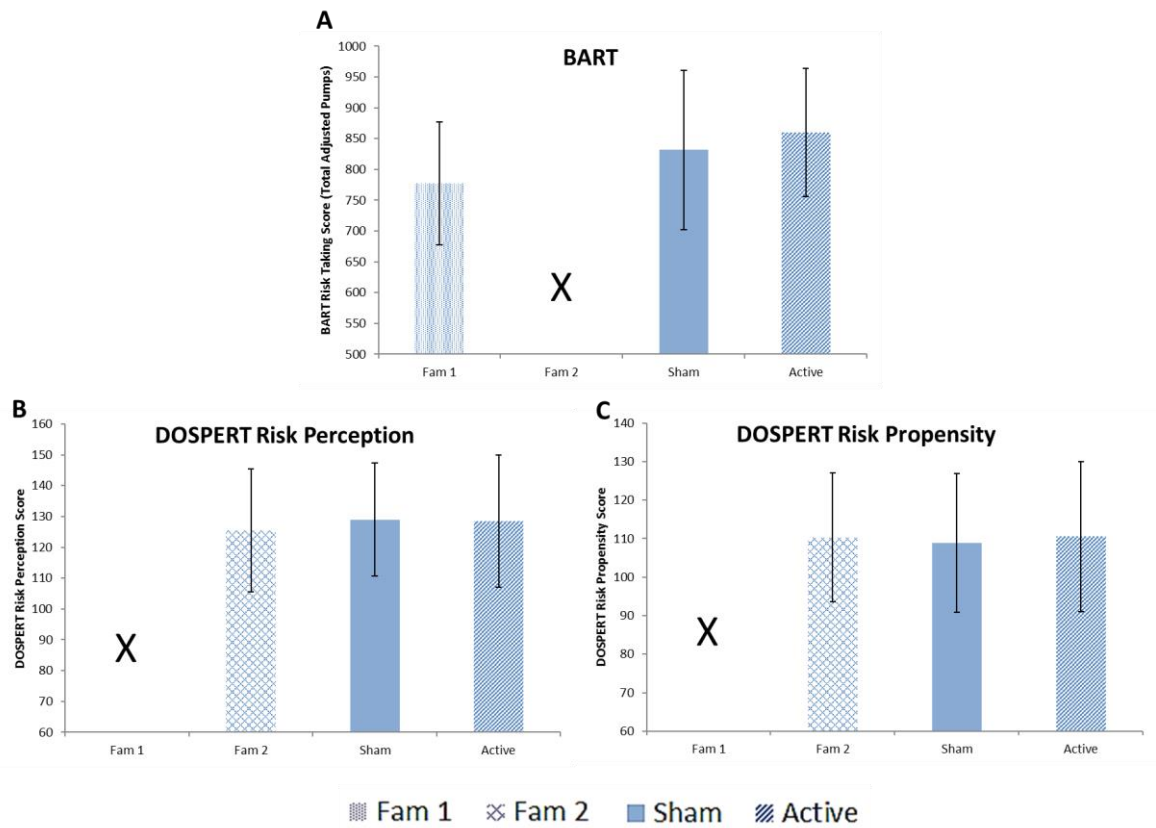 A
BART
BART Risk Taking Score (Total Adjusted Pumps)
1000
950
900
850
800
750
700
650
600
550
500
X
Fam 1 Fam 2 Sham Active
B
DOSPERT Risk Perception
DOSPERT Risk Perception Score
160
150
140
130
120
110
100
90
80
70
60
X
Fam 1 Fam 2 Sham Active
C
DOSPERT Risk Propensity
DOSPERT Risk Propensity Score
140
130
120
110
100
90
80
70
60
X
Fam 1 Fam 2 Sham Active
Fam 1 Fam 2 Sham Active